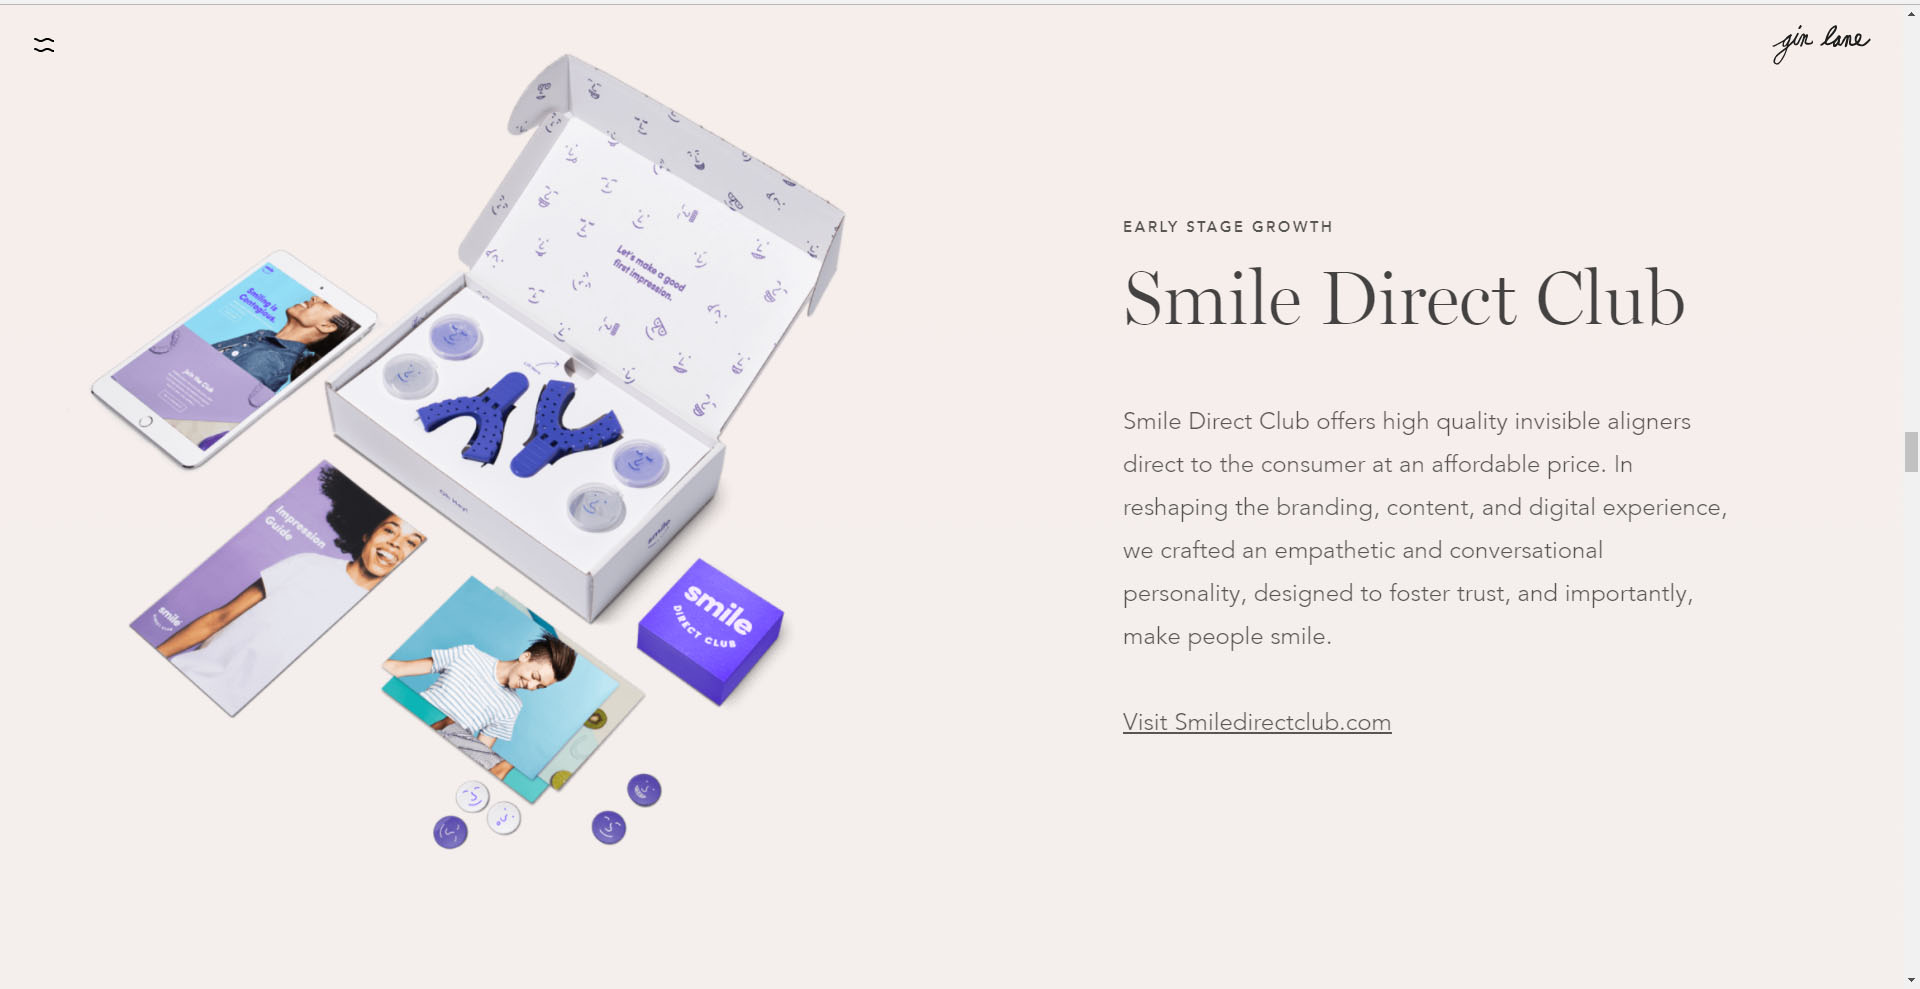 gin lane
EARLY STAGE GROWTH
Smile Direct Club
Smile Direct Club offers high quality invisible aligners
direct to the consumer at an affordable price. In
reshaping the branding, content, and digital experience,
we crafted an empathetic and conversational
personality, designed to foster trust, and importantly,
make people smile.
Visit Smiledirectclub.com
Let's make a good
first impression.
Smiling is
Contagious.
Join the Club
Impression
Guide
smile
DIRECT CLUB
smile
smile
DIRECT CLUB